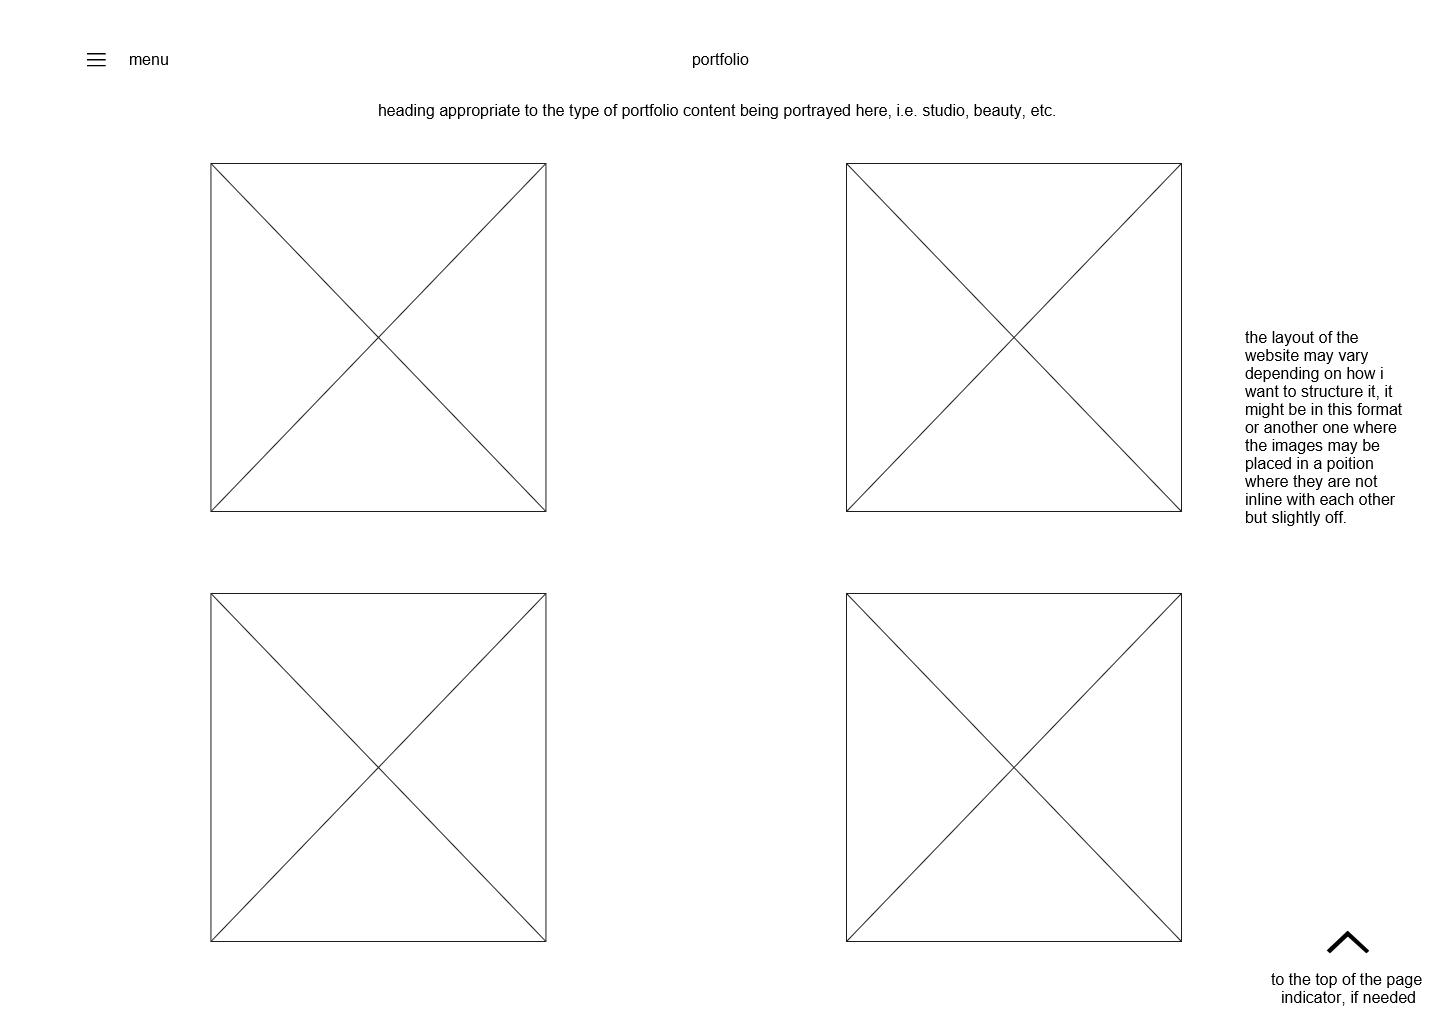 menu
portfolio
heading appropriate to the type of portfolio content being portrayed here, i.e. studio, beauty, etc.
the layout of the
website may vary
depending on how i
want to structure it, it
might be in this format
or another one where
the images may be
placed in a poition
where they are not
inline with each other
but slightly off.
to the top of the page
indicator, if needed